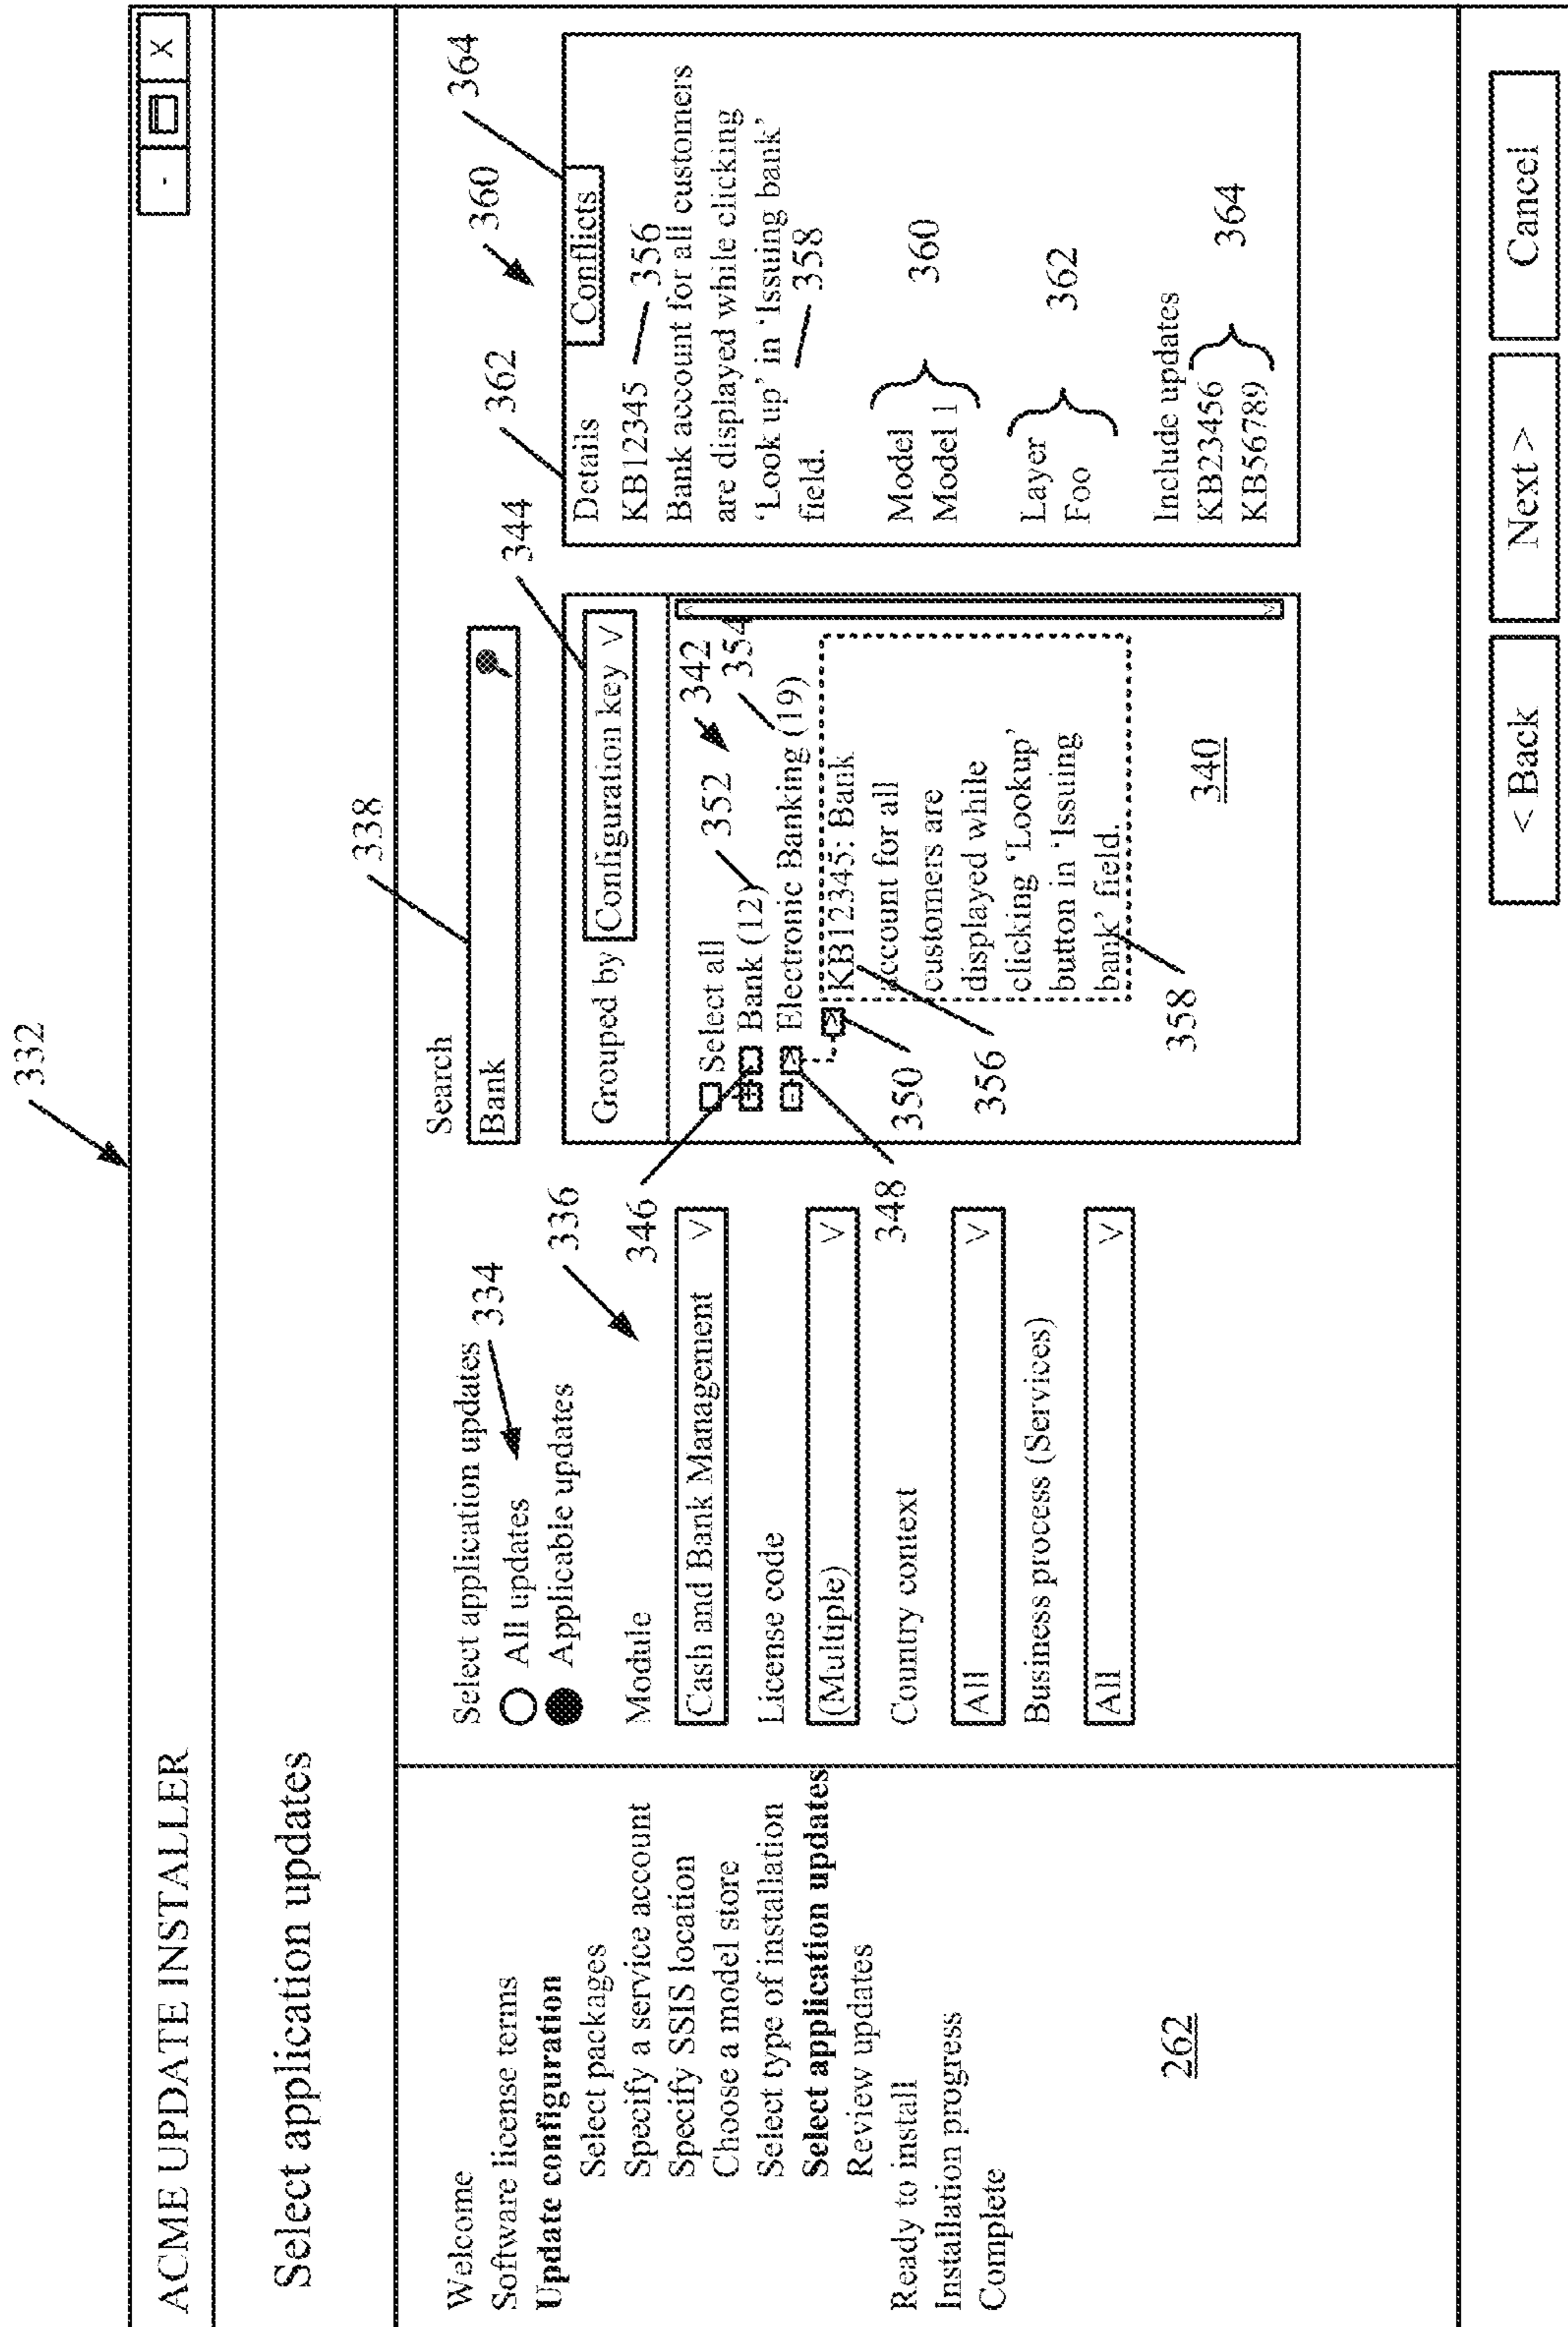 332
ACME UPDATE INSTALLER
- X
Select application updates
Welcome
Software license terms
Update configuration
Select packages
Specify a service account
Specify SSIS location
Choose a model store
Select type of installation
Select application updates
Review updates
Ready to install
Installation progress
Complete
262
Select application updates
334
All updates
Applicable updates
336
Module
346
Cash and Bank Management V
License code
(Multiple) V
348
Country context
All V
Business process (Services)
All V
338
Search
Bank
344
Grouped by Configuration key V
Select all
352
342
Bank (12)
354
Electronic Banking (19)
KB12345: Bank
account for all
customers are
displayed while
clicking 'Lookup'
button in 'Issuing
bank' field.
350
356
358
340
362
360
364
Details
Conflicts
KB12345
356
Bank account for all customers
are displayed while clicking
'Look up' in 'Issuing bank'
field.
358
Model
Model 1
360
Layer
Foo
362
Include updates
KB23456
KB56789
364
< Back
Next >
Cancel